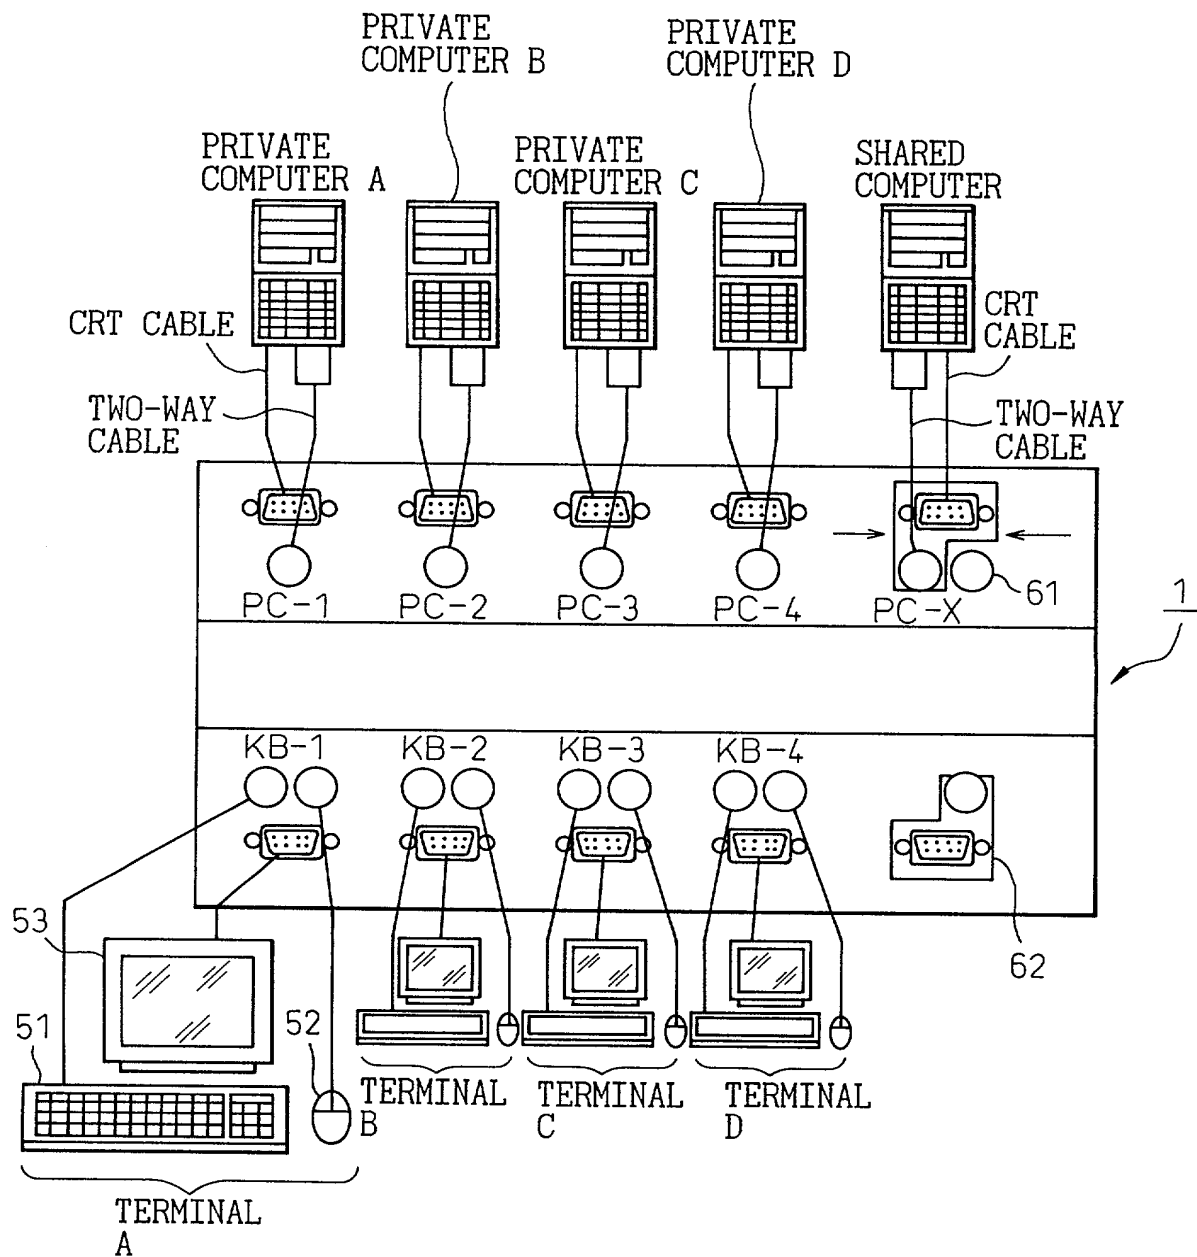 PRIVATE
COMPUTER B
PRIVATE
COMPUTER D
PRIVATE
COMPUTER A
PRIVATE
COMPUTER C
SHARED
COMPUTER
CRT CABLE
CRT
CABLE
TWO-WAY
CABLE
TWO-WAY
CABLE
PC-1
PC-2
PC-3
PC-4
PC-X
61
1
KB-1
KB-2
KB-3
KB-4
53
62
51
52
TERMINAL
B
TERMINAL
C
TERMINAL
D
TERMINAL
A